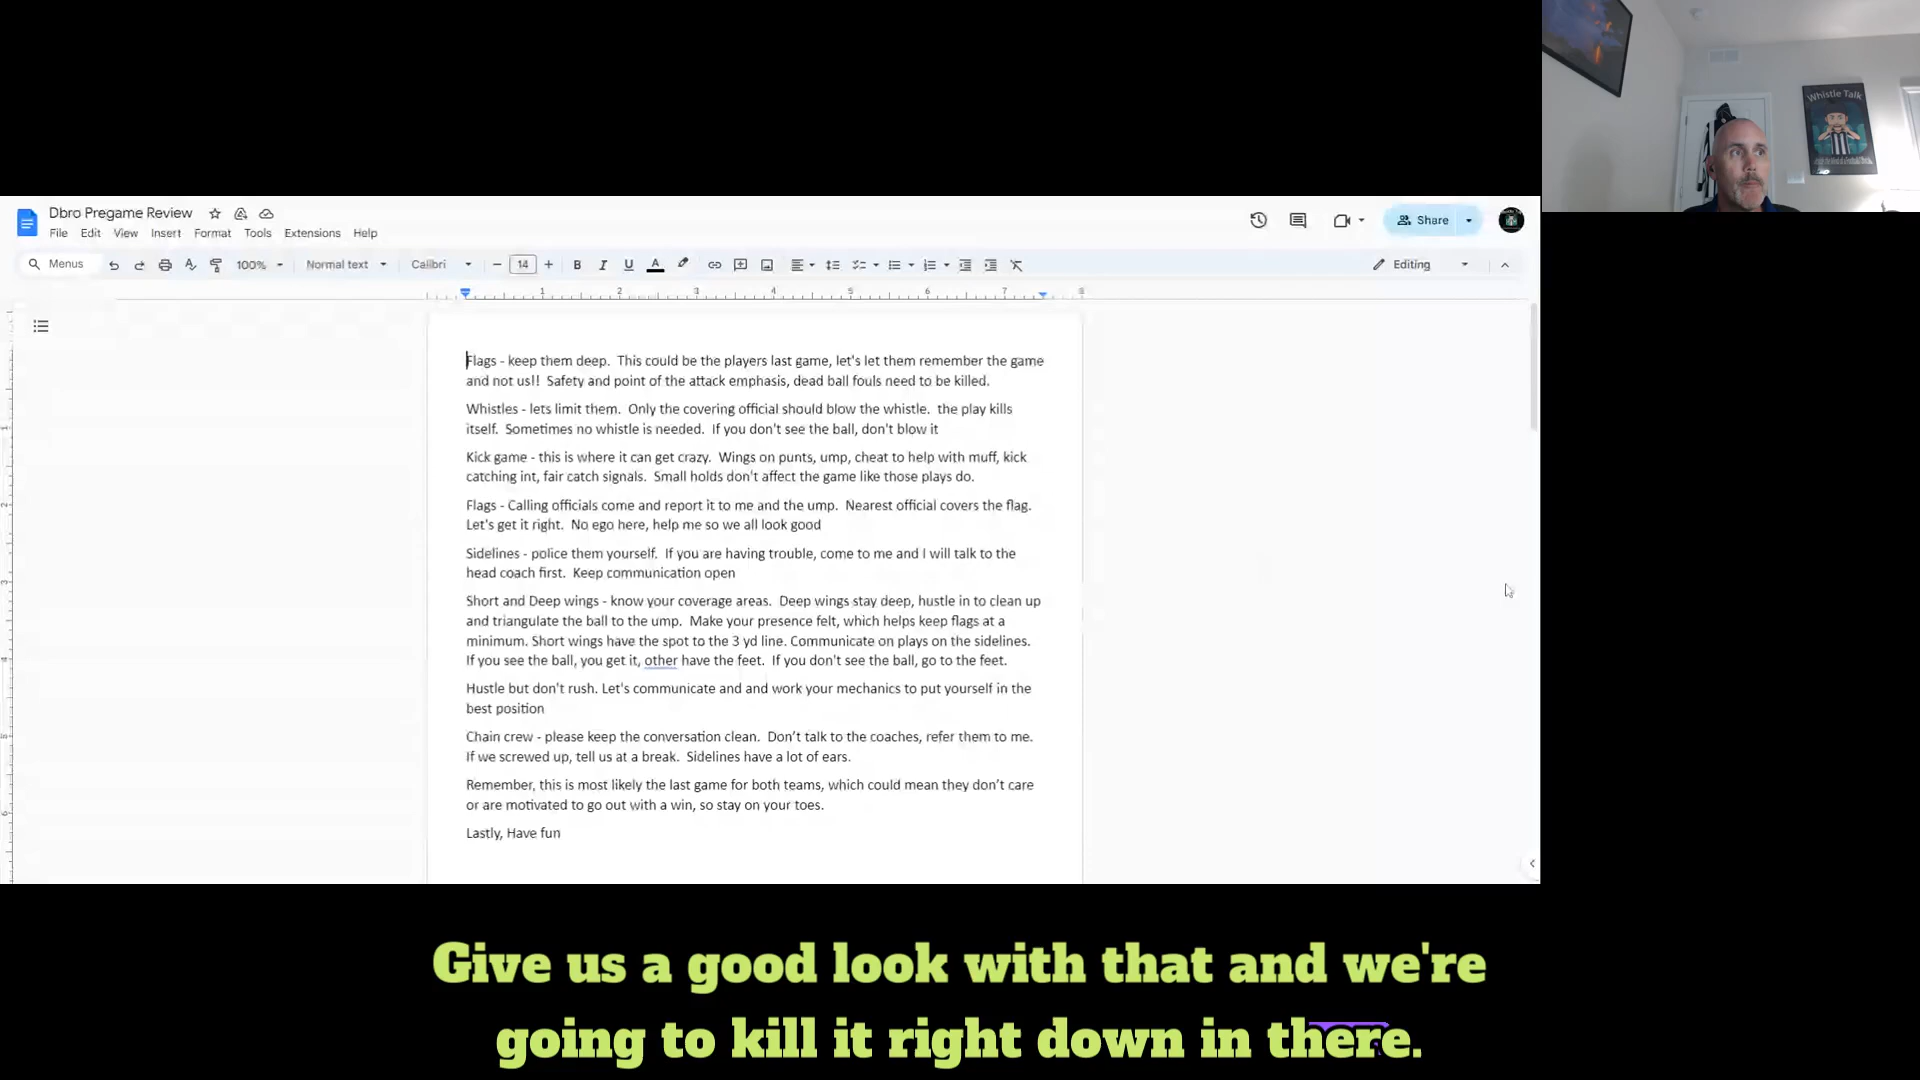 Whistle Talk
Dbro Pregame Review
File Edit View Insert Format Tools Extensions Help
Share
Menus
100% Normal text Calibri 14
B I U A
Editing
1 2 3 4 5 6 7 8
Flags - keep them deep.  This could be the players last game, let's let them remember the game
and not us!!  Safety and point of the attack emphasis, dead ball fouls need to be killed.
Whistles - lets limit them.  Only the covering official should blow the whistle.  the play kills
itself.  Sometimes no whistle is needed.  If you don't see the ball, don't blow it
Kick game - this is where it can get crazy.  Wings on punts, ump, cheat to help with muff, kick
catching int, fair catch signals.  Small holds don't affect the game like those plays do.
Flags - Calling officials come and report it to me and the ump.  Nearest official covers the flag.
Let's get it right.  No ego here, help me so we all look good
Sidelines - police them yourself.  If you are having trouble, come to me and I will talk to the
head coach first.  Keep communication open
Short and Deep wings - know your coverage areas.  Deep wings stay deep, hustle in to clean up
and triangulate the ball to the ump.  Make your presence felt, which helps keep flags at a
minimum. Short wings have the spot to the 3 yd line. Communicate on plays on the sidelines.
If you see the ball, you get it, other have the feet.  If you don't see the ball, go to the feet.
Hustle but don't rush. Let's communicate and and work your mechanics to put yourself in the
best position
Chain crew - please keep the conversation clean.  Don’t talk to the coaches, refer them to me.
If we screwed up, tell us at a break.  Sidelines have a lot of ears.
Remember, this is most likely the last game for both teams, which could mean they don’t care
or are motivated to go out with a win, so stay on your toes.
Lastly, Have fun
Give us a good look with that and we're
going to kill it right down in there.